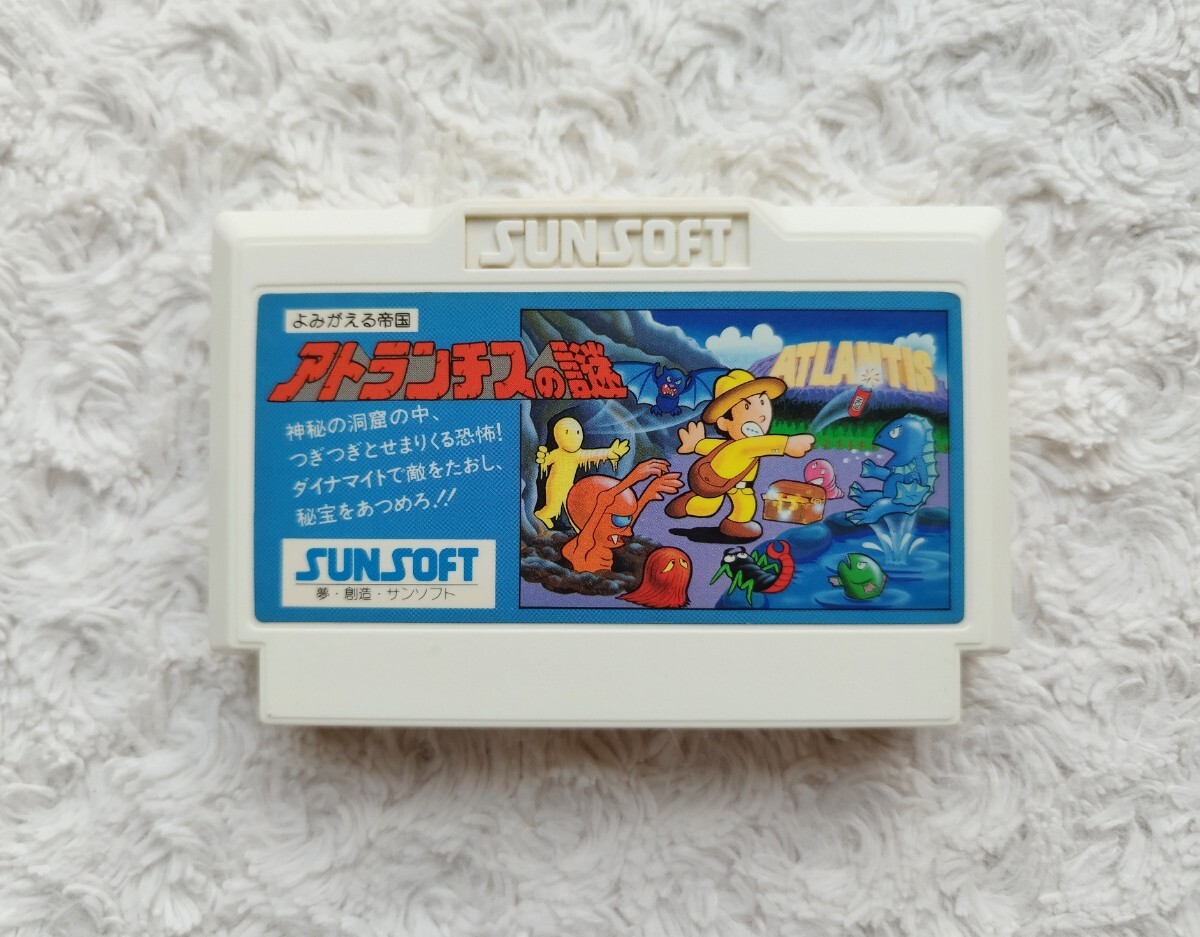 SUNSOFT
よみがえる帝国
アトランチスの謎
ATLANTIS
神秘の洞窟の中、
つぎつぎとせまりくる恐怖!
ダイナマイトで敵をたおし、
秘宝をあつめろ!!
SUNSOFT
夢・創造・サンソフト